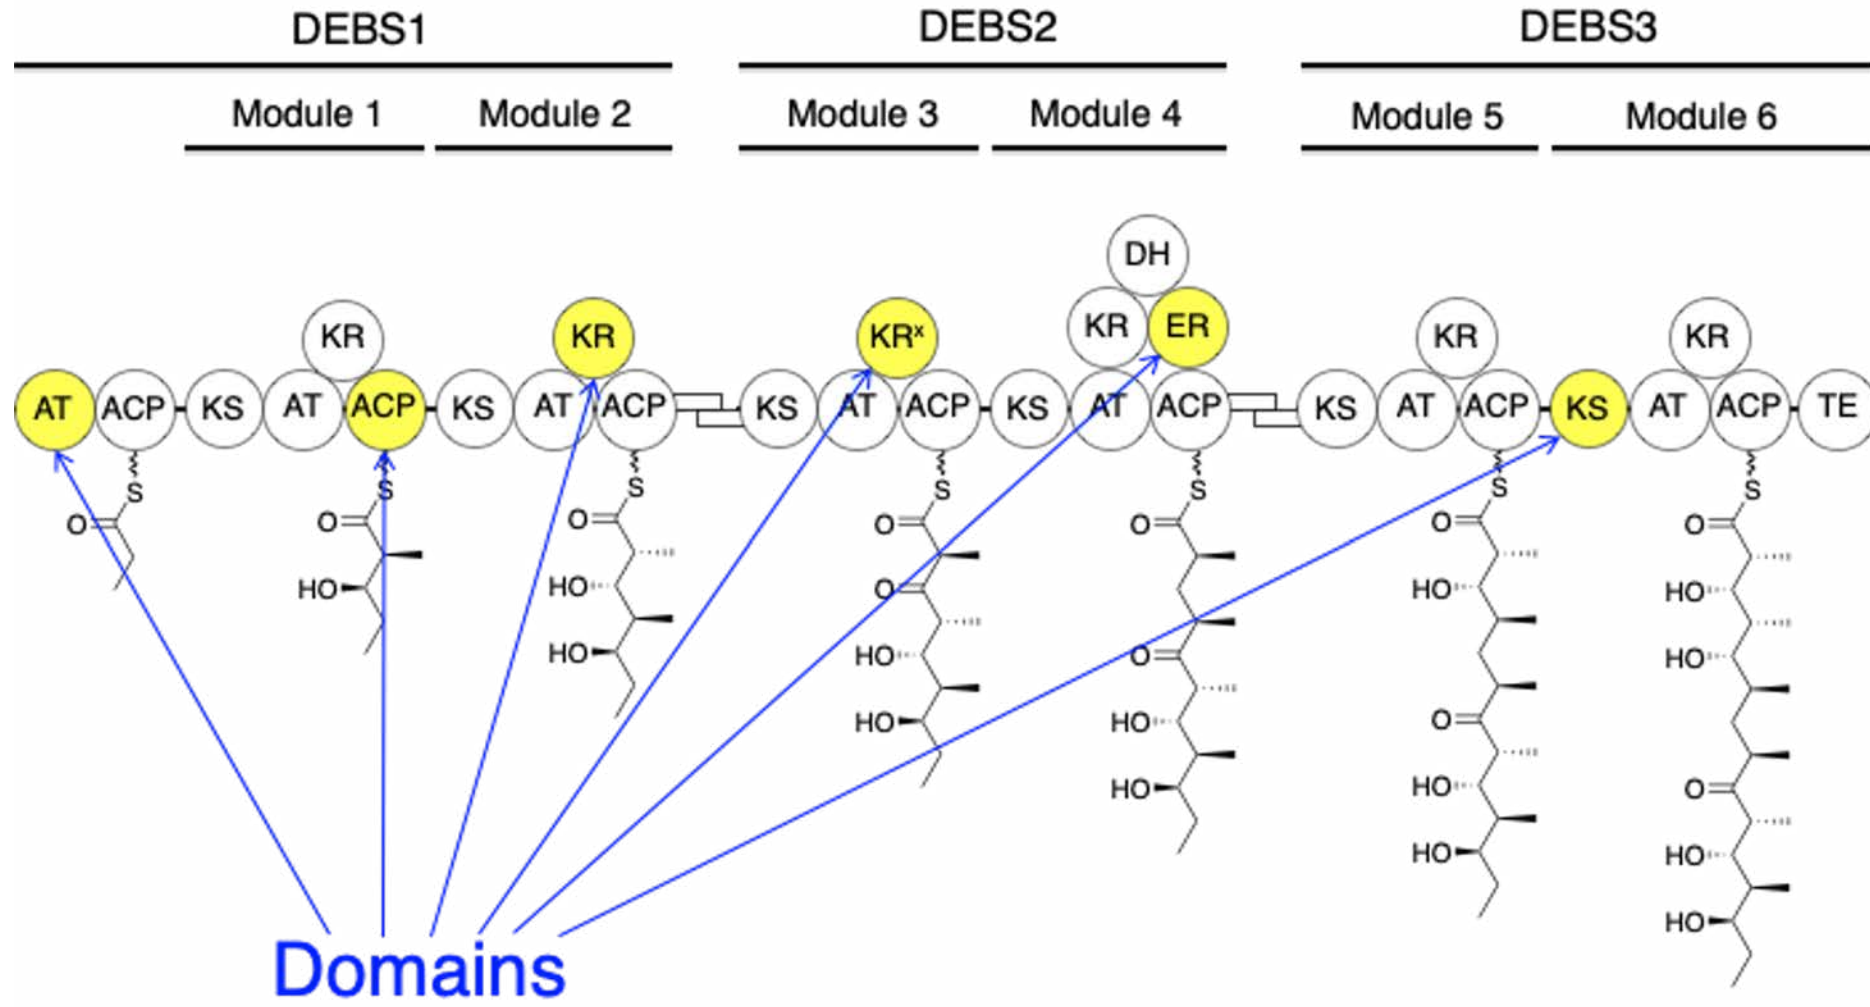 DEBS1 DEBS2 DEBS3
Module 1 Module 2 Module 3 Module 4 Module 5 Module 6
DH
KR KR KRˣ KR ER KR KR
AT ACP KS AT ACP KS AT ACP KS AT ACP KS AT ACP KS AT ACP KS AT ACP TE
S S S S S S S
O O O O O O O
HO HO O HO HO
HO HO O O HO
HO HO O O
HO HO HO
HO HO
Domains